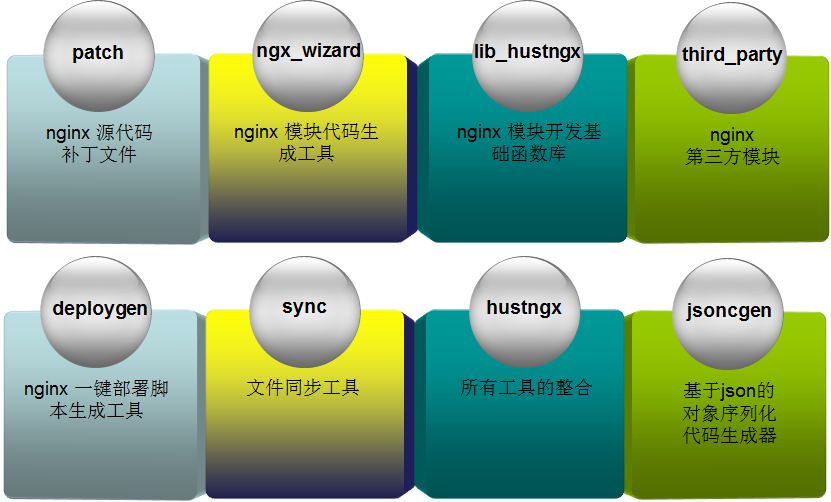 patch
nginx 源代码
补丁文件
ngx_wizard
nginx 模块代码生
成工具
lib_hustngx
nginx 模块开发基
础函数库
third_party
nginx
第三方模块
deploygen
nginx 一键部署脚
本生成工具
sync
文件同步工具
hustngx
所有工具的整合
jsoncgen
基于json的
对象序列化
代码生成器